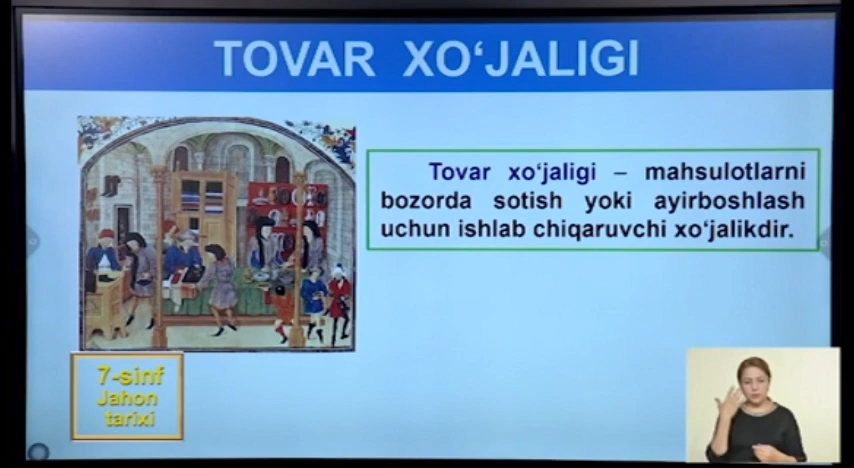 TOVAR XO‘JALIGI
Tovar xo‘jaligi – mahsulotlarni
bozorda sotish yoki ayirboshlash
uchun ishlab chiqaruvchi xo‘jalikdir.
7-sinf
Jahon
tarixi